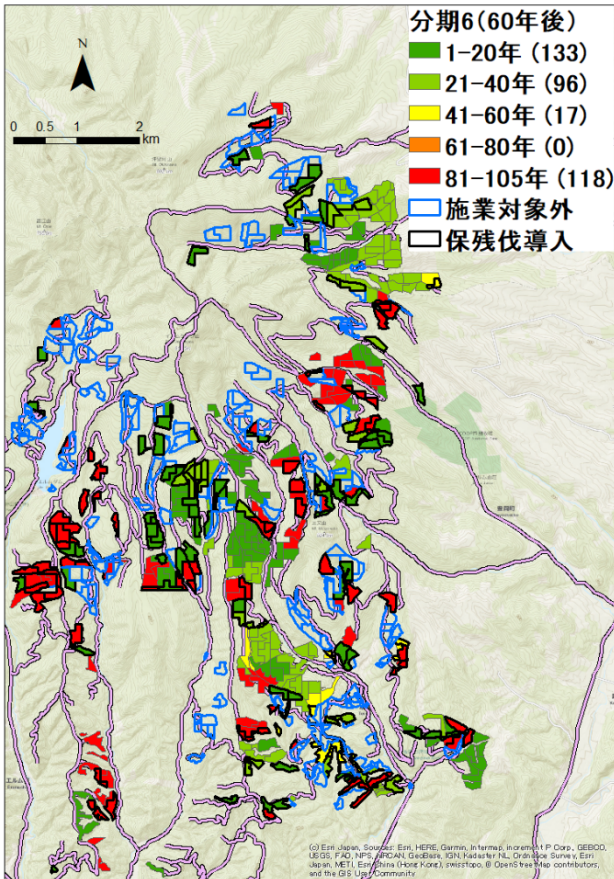 分期6(60年後)
1-20年 (133)
21-40年 (96)
41-60年 (17)
61-80年 (0)
81-105年 (118)
施業対象外
保残伐導入
N
0 0.5 1 2
km
(c) Esri Japan, Sources: Esri, HERE, Garmin, Intermap, increment P Corp., GEBCO,
USGS, FAO, NPS, NRCAN, GeoBase, IGN, Kadaster NL, Ordnance Survey, Esri
Japan, METI, Esri China (Hong Kong), swisstopo, © OpenStreetMap contributors,
and the GIS User Community